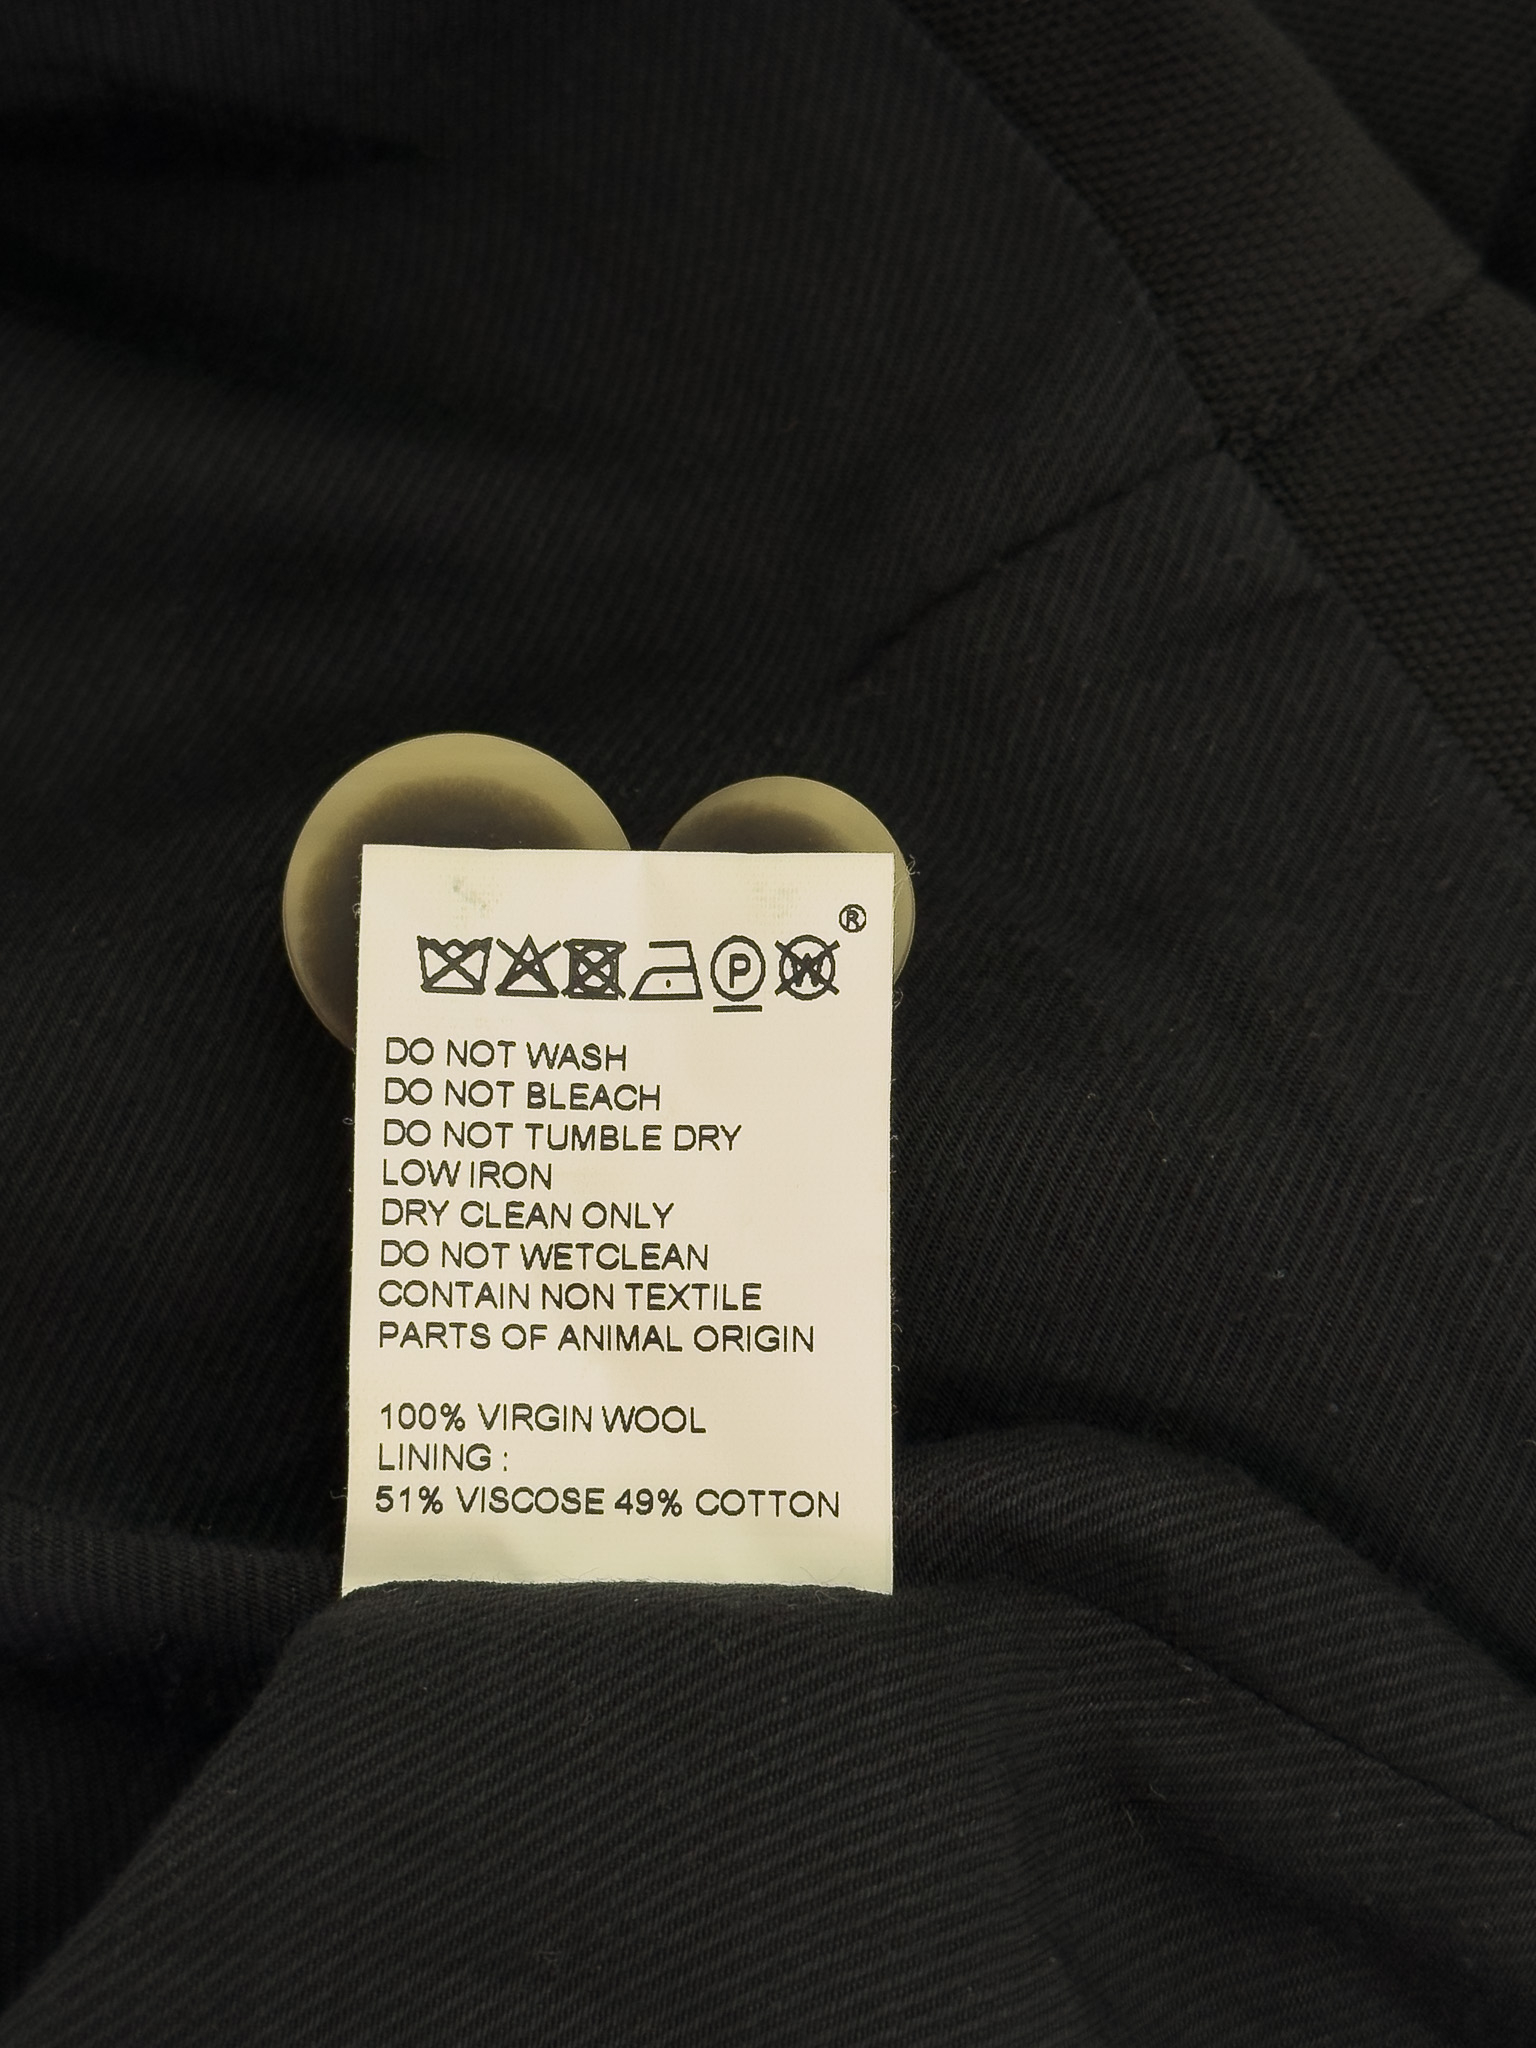 ®
P W
DO NOT WASH
DO NOT BLEACH
DO NOT TUMBLE DRY
LOW IRON
DRY CLEAN ONLY
DO NOT WETCLEAN
CONTAIN NON TEXTILE
PARTS OF ANIMAL ORIGIN
100% VIRGIN WOOL
LINING :
51% VISCOSE 49% COTTON